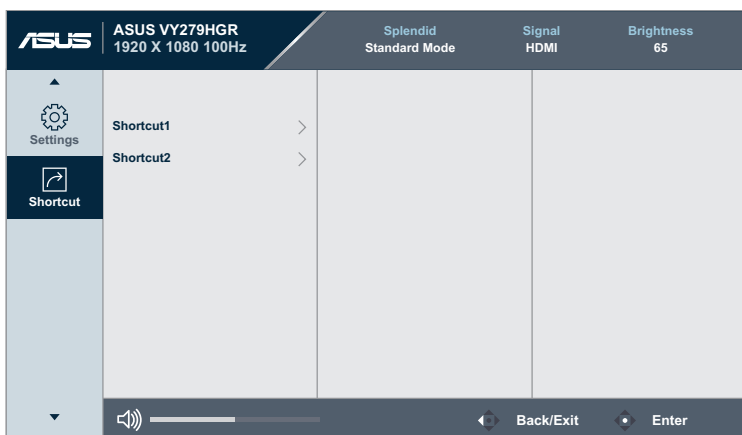 ASUS
ASUS VY279HGR
1920 X 1080 100Hz
Splendid
Standard Mode
Signal
HDMI
Brightness
65
Settings
Shortcut
Shortcut1
Shortcut2
Back/Exit
Enter